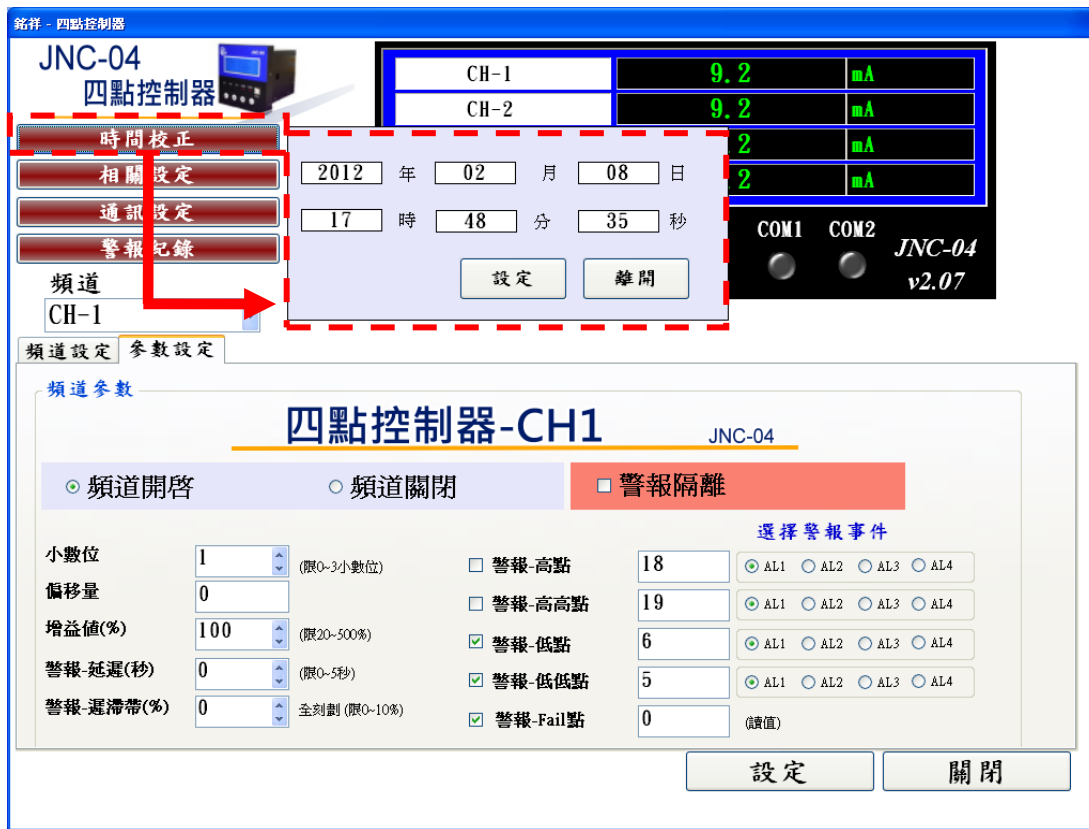 銘祥 - 四點控制器
JNC-04
四點控制器
CH-1 9.2 mA
CH-2 9.2 mA
2 mA
2 mA
時間校正
相關設定
通訊設定
警報紀錄
2012 年 02 月 08 日
17 時 48 分 35 秒
設定 離開
COM1 COM2
JNC-04
v2.07
頻道
CH-1
頻道設定 參數設定
頻道參數
四點控制器-CH1 JNC-04
頻道開啓 頻道關閉 警報隔離
選擇警報事件
小數位 1 (限0~3小數位) 警報-高點 18 AL1 AL2 AL3 AL4
偏移量 0 警報-高高點 19 AL1 AL2 AL3 AL4
增益值(%) 100 (限20~500%) 警報-低點 6 AL1 AL2 AL3 AL4
警報-延遲(秒) 0 (限0~5秒) 警報-低低點 5 AL1 AL2 AL3 AL4
警報-遲滯帶(%) 0 全刻劃 (限0~10%) 警報-Fail點 0 (讀值)
設定 關閉